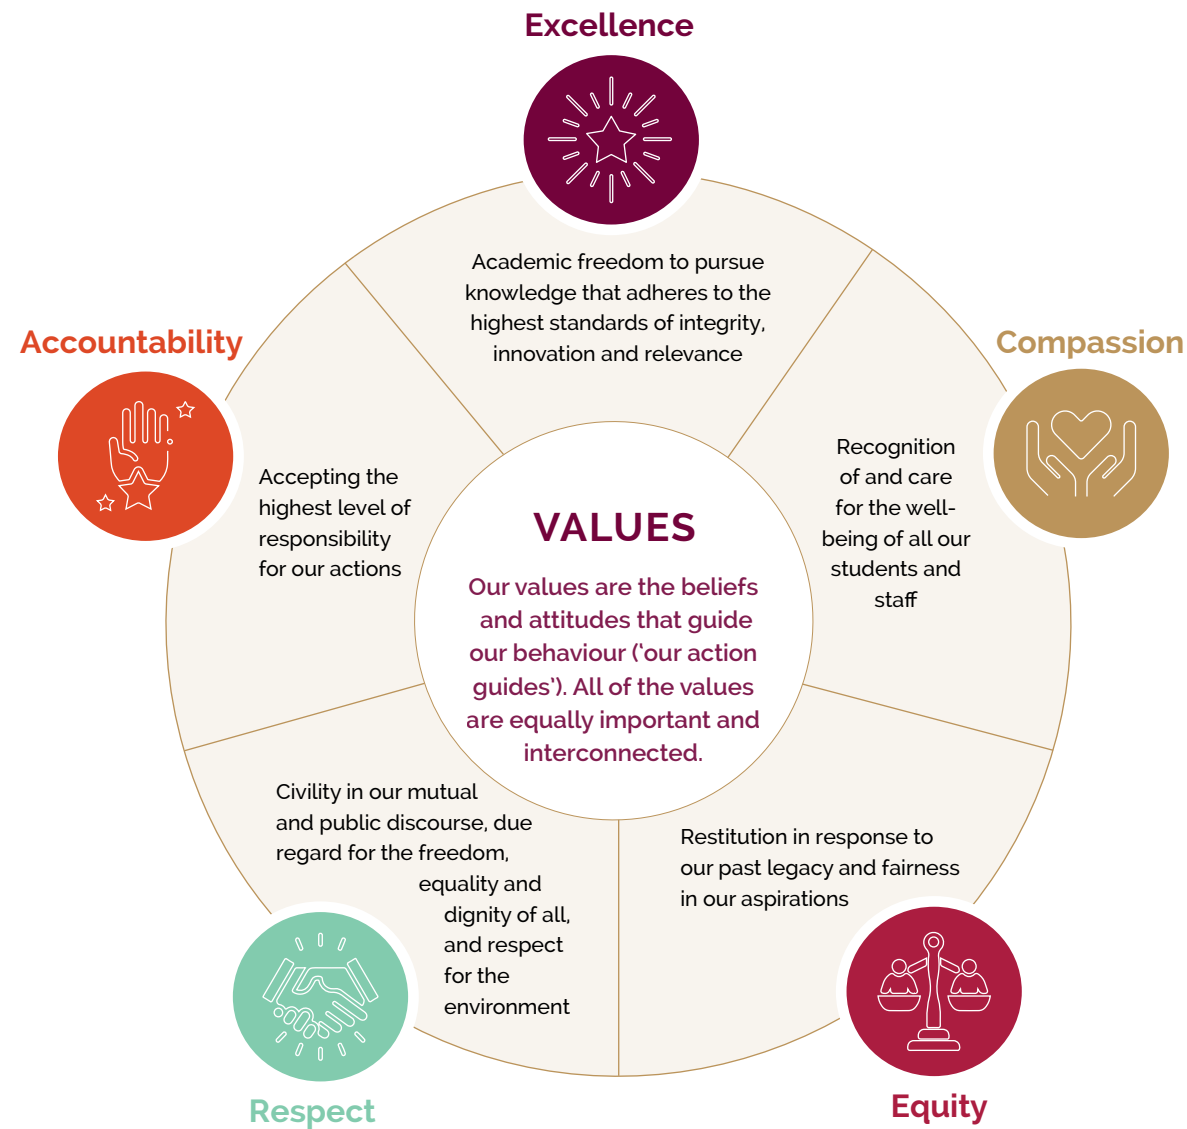 Excellence
Academic freedom to pursue
knowledge that adheres to the
highest standards of integrity,
innovation and relevance
Accountability
Accepting the
highest level of
responsibility
for our actions
Compassion
Recognition
of and care
for the well-
being of all our
students and
staff
VALUES
Our values are the beliefs
and attitudes that guide
our behaviour (‘our action
guides’). All of the values
are equally important and
interconnected.
Civility in our mutual
and public discourse, due
regard for the freedom,
equality and
dignity of all,
and respect
for the
environment
Respect
Restitution in response to
our past legacy and fairness
in our aspirations
Equity